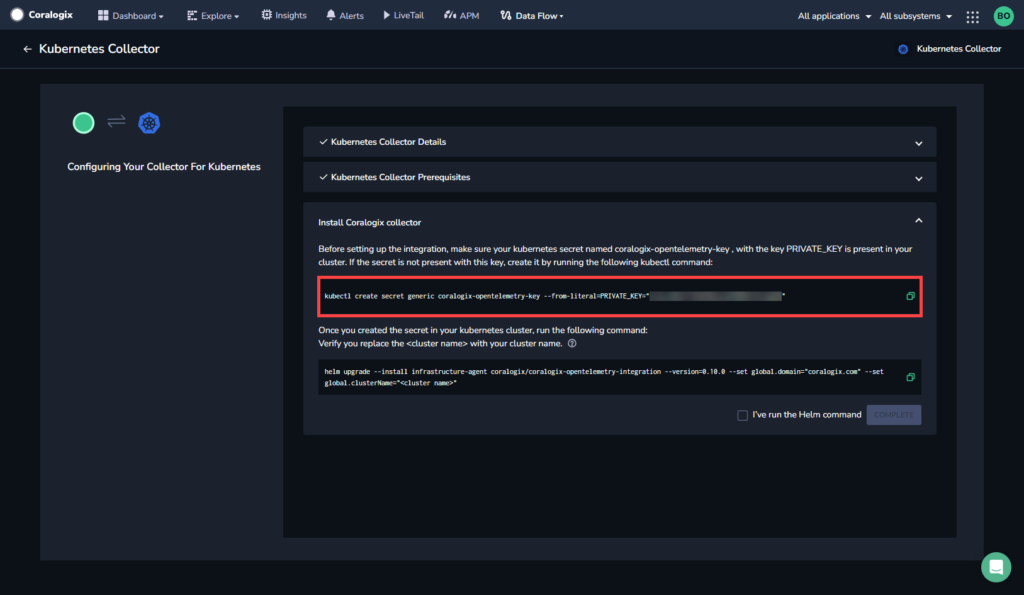 Coralogix Dashboard Explore Insights Alerts LiveTail APM Data Flow All applications All subsystems BO
Kubernetes Collector Kubernetes Collector
Configuring Your Collector For Kubernetes
Kubernetes Collector Details
Kubernetes Collector Prerequisites
Install Coralogix collector
Before setting up the integration, make sure your kubernetes secret named coralogix-opentelemetry-key , with the key PRIVATE_KEY is present in your
cluster. If the secret is not present with this key, create it by running the following kubectl command:
kubectl create secret generic coralogix-opentelemetry-key --from-literal=PRIVATE_KEY=" "
Once you created the secret in your kubernetes cluster, run the following command:
Verify you replace the <cluster name> with your cluster name.
helm upgrade --install infrastructure-agent coralogix/coralogix-opentelemetry-integration --version=0.10.0 --set global.domain="coralogix.com" --set
global.clusterName="<cluster name>"
I've run the Helm command COMPLETE